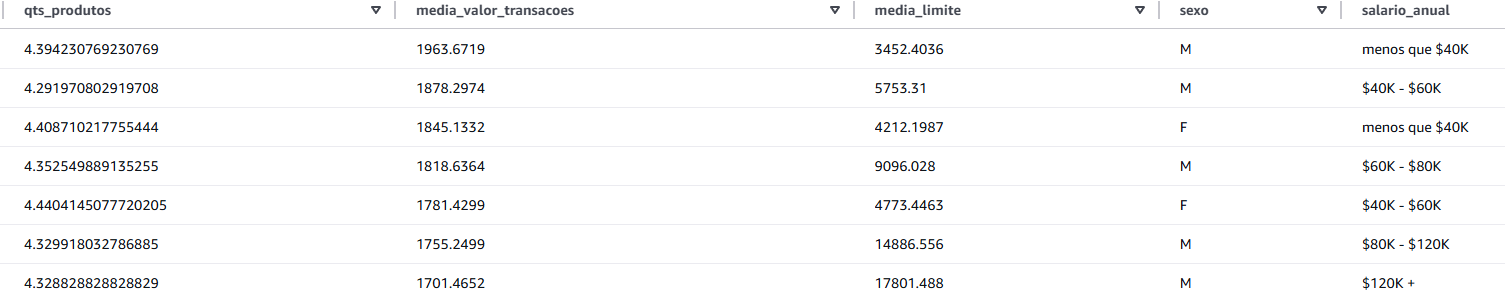 qts_produtos media_valor_transacoes media_limite sexo salario_anual
4.394230769230769 1963.6719 3452.4036 M menos que $40K
4.291970802919708 1878.2974 5753.31 M $40K - $60K
4.408710217755444 1845.1332 4212.1987 F menos que $40K
4.352549889135255 1818.6364 9096.028 M $60K - $80K
4.4404145077720205 1781.4299 4773.4463 F $40K - $60K
4.329918032786885 1755.2499 14886.556 M $80K - $120K
4.328828828828829 1701.4652 17801.488 M $120K +